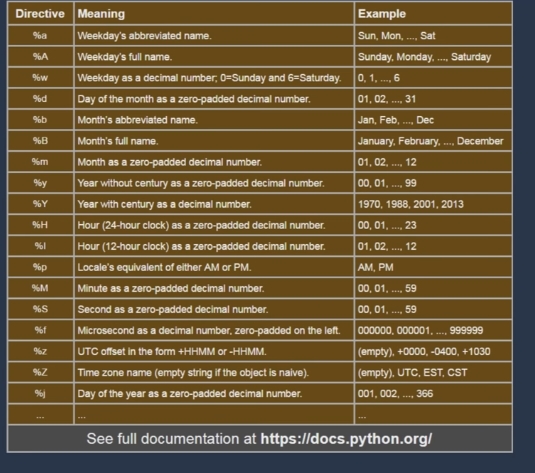 Directive Meaning Example
%a Weekday's abbreviated name. Sun, Mon, ..., Sat
%A Weekday's full name. Sunday, Monday, ..., Saturday
%w Weekday as a decimal number; 0=Sunday and 6=Saturday. 0, 1, ..., 6
%d Day of the month as a zero-padded decimal number. 01, 02, ..., 31
%b Month's abbreviated name. Jan, Feb, ..., Dec
%B Month's full name. January, February, ..., December
%m Month as a zero-padded decimal number. 01, 02, ..., 12
%y Year without century as a zero-padded decimal number. 00, 01, ..., 99
%Y Year with century as a decimal number. 1970, 1988, 2001, 2013
%H Hour (24-hour clock) as a zero-padded decimal number. 00, 01, ..., 23
%I Hour (12-hour clock) as a zero-padded decimal number. 01, 02, ..., 12
%p Locale's equivalent of either AM or PM. AM, PM
%M Minute as a zero-padded decimal number. 00, 01, ..., 59
%S Second as a zero-padded decimal number. 00, 01, ..., 59
%f Microsecond as a decimal number, zero-padded on the left. 000000, 000001, ..., 999999
%z UTC offset in the form +HHMM or -HHMM. (empty), +0000, -0400, +1030
%Z Time zone name (empty string if the object is naive). (empty), UTC, EST, CST
%j Day of the year as a zero-padded decimal number. 001, 002, ..., 366
... ... ...
See full documentation at https://docs.python.org/